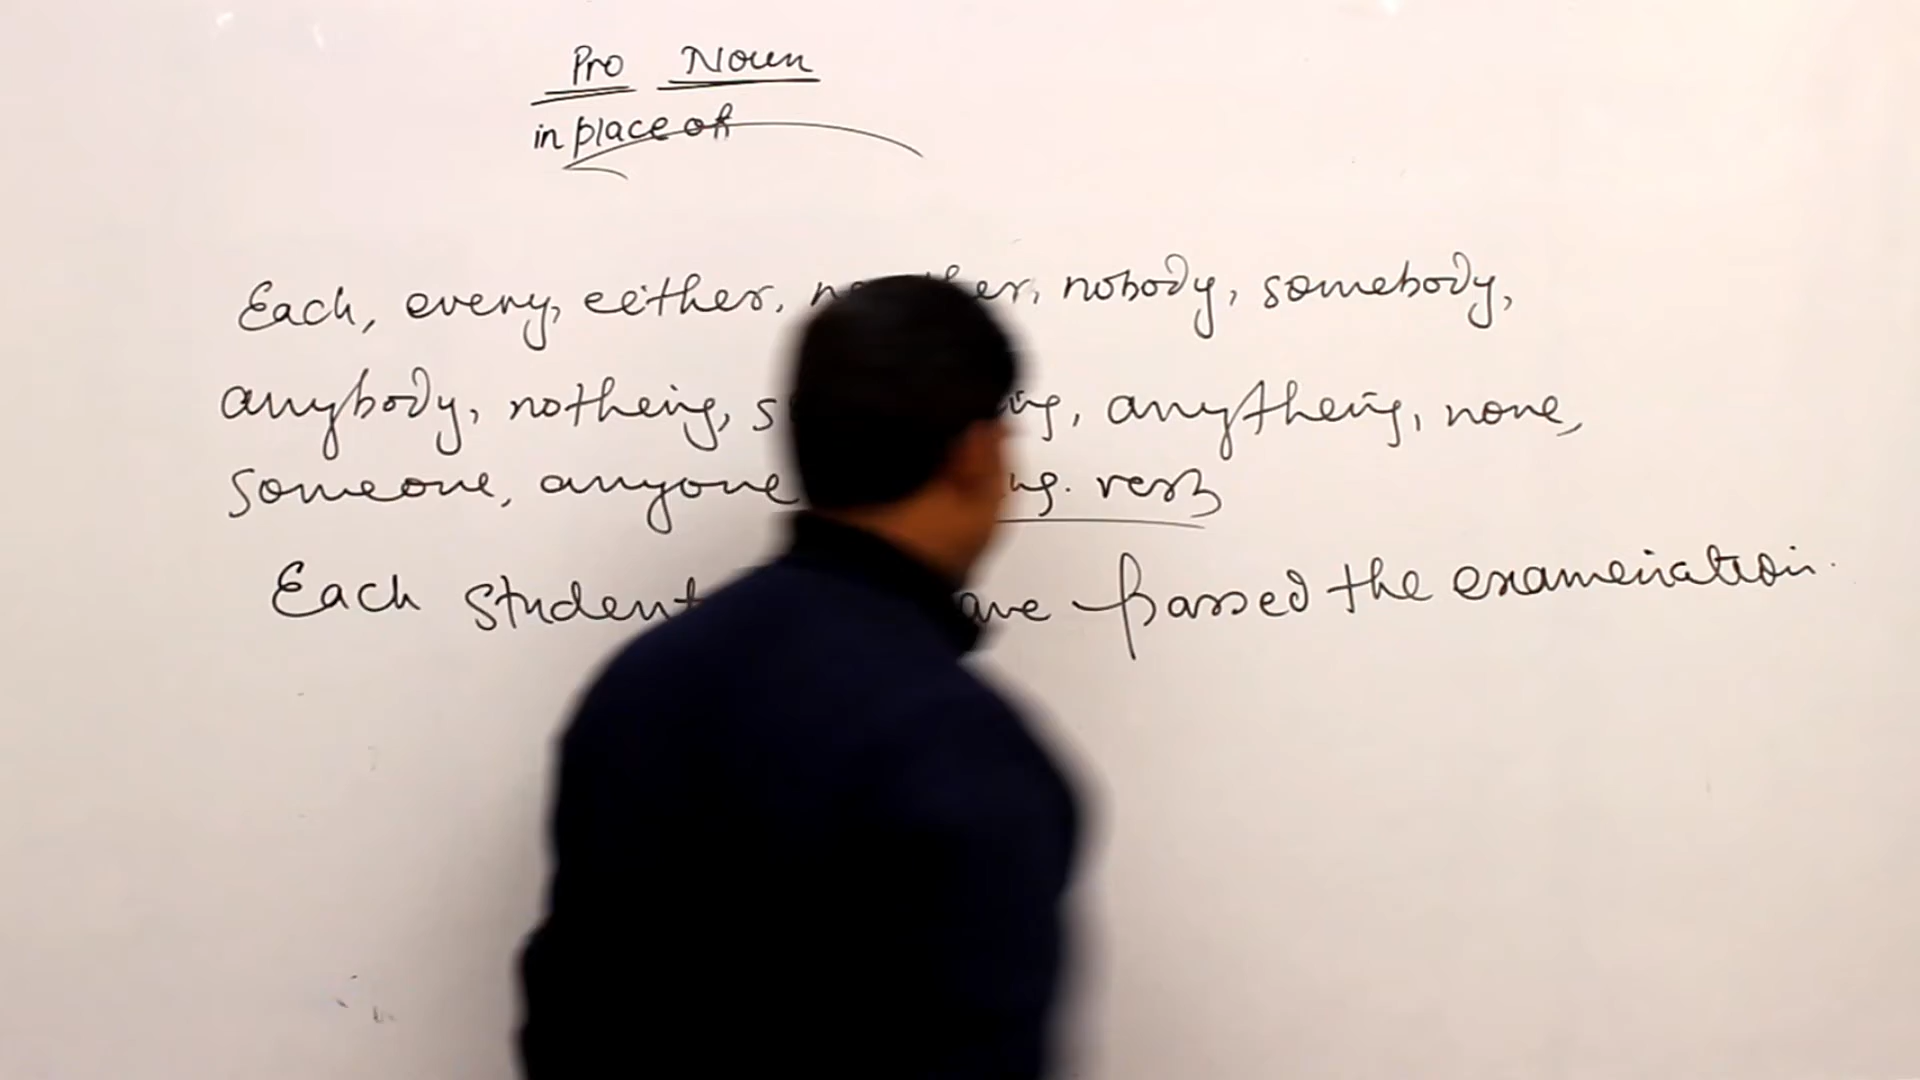 Pro Noun
in place of
Each, every, either, nobody, somebody,
anybody, nothing, anything, none,
someone, anyone verb
Each student passed the examination.